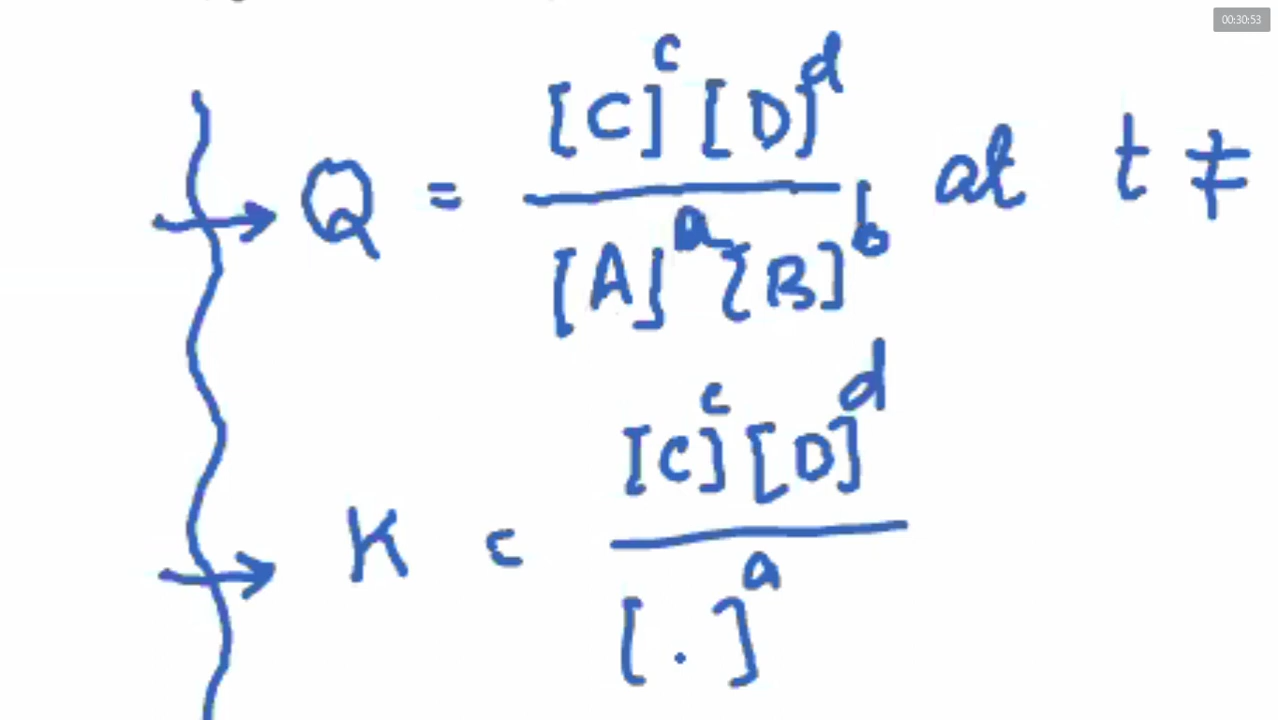 00:30:53
→ Q = [C]^c [D]^d / [A]^a [B]^b at t ≠
→ K = [C]^c [D]^d / [.]^a